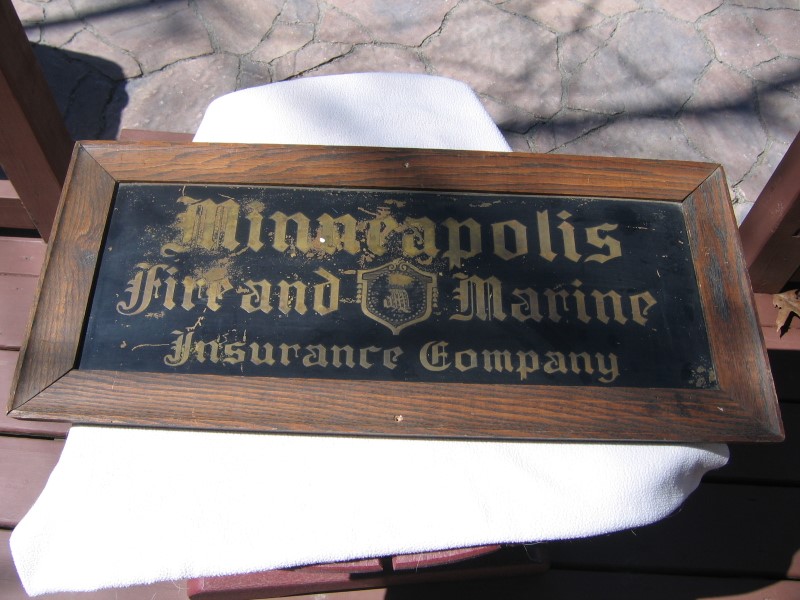 Minneapolis
Fire and Marine
Insurance Company